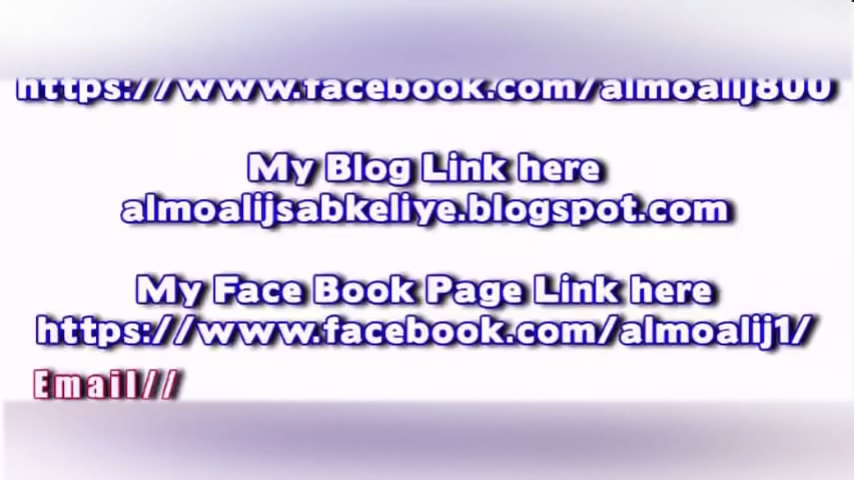 https://www.facebook.com/almoalij800
My Blog Link here
almoalijsabkeliye.blogspot.com
My Face Book Page Link here
https://www.facebook.com/almoalij1/
Email//